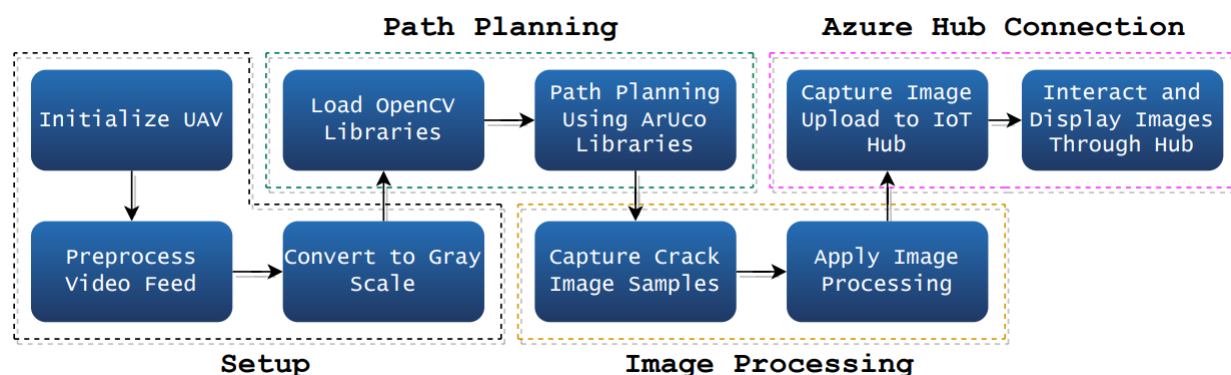 Path Planning
Azure Hub Connection
Initialize UAV
Load OpenCV
Libraries
Path Planning
Using ArUco
Libraries
Capture Image
Upload to IoT
Hub
Interact and
Display Images
Through Hub
Preprocess
Video Feed
Convert to Gray
Scale
Capture Crack
Image Samples
Apply Image
Processing
Setup
Image Processing